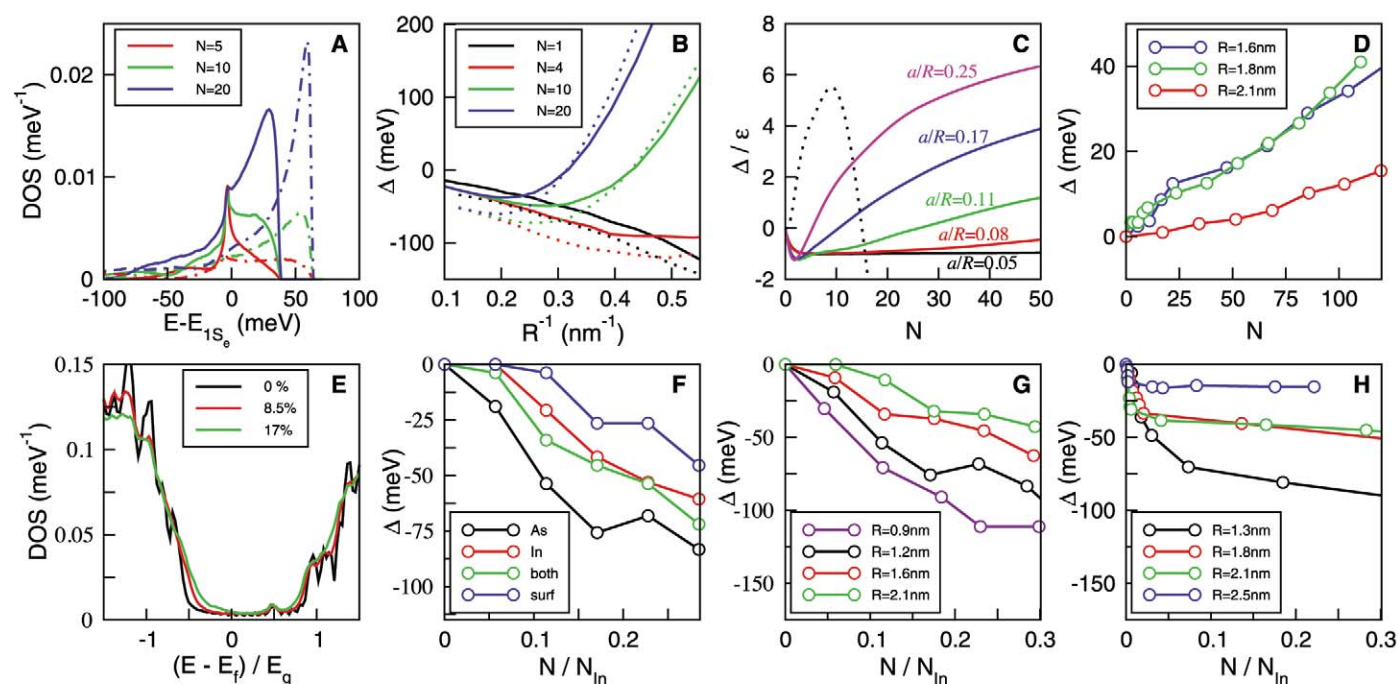 A
N=5
N=10
N=20
DOS (meV⁻¹)
0.02
0.01
0
-100
-50
0
50
100
E-E₁Sₑ (meV)
B
N=1
N=4
N=10
N=20
Δ (meV)
200
100
0
-100
0.1
0.2
0.3
0.4
0.5
R⁻¹ (nm⁻¹)
C
a/R=0.25
a/R=0.17
a/R=0.11
a/R=0.08
a/R=0.05
Δ / ε
8
6
4
2
0
-2
0
10
20
30
40
50
N
D
R=1.6nm
R=1.8nm
R=2.1nm
Δ (meV)
40
20
0
0
25
50
75
100
N
E
0 %
8.5%
17%
DOS (meV⁻¹)
0.15
0.1
0.05
0
-1
0
1
(E - E_f) / E_g
F
As
In
both
surf
Δ (meV)
0
-25
-50
-75
-100
0
0.1
0.2
N / N_In
G
R=0.9nm
R=1.2nm
R=1.6nm
R=2.1nm
Δ (meV)
0
-50
-100
-150
0
0.1
0.2
0.3
N / N_In
H
R=1.3nm
R=1.8nm
R=2.1nm
R=2.5nm
Δ (meV)
0
-50
-100
-150
0
0.1
0.2
0.3
N / N_In